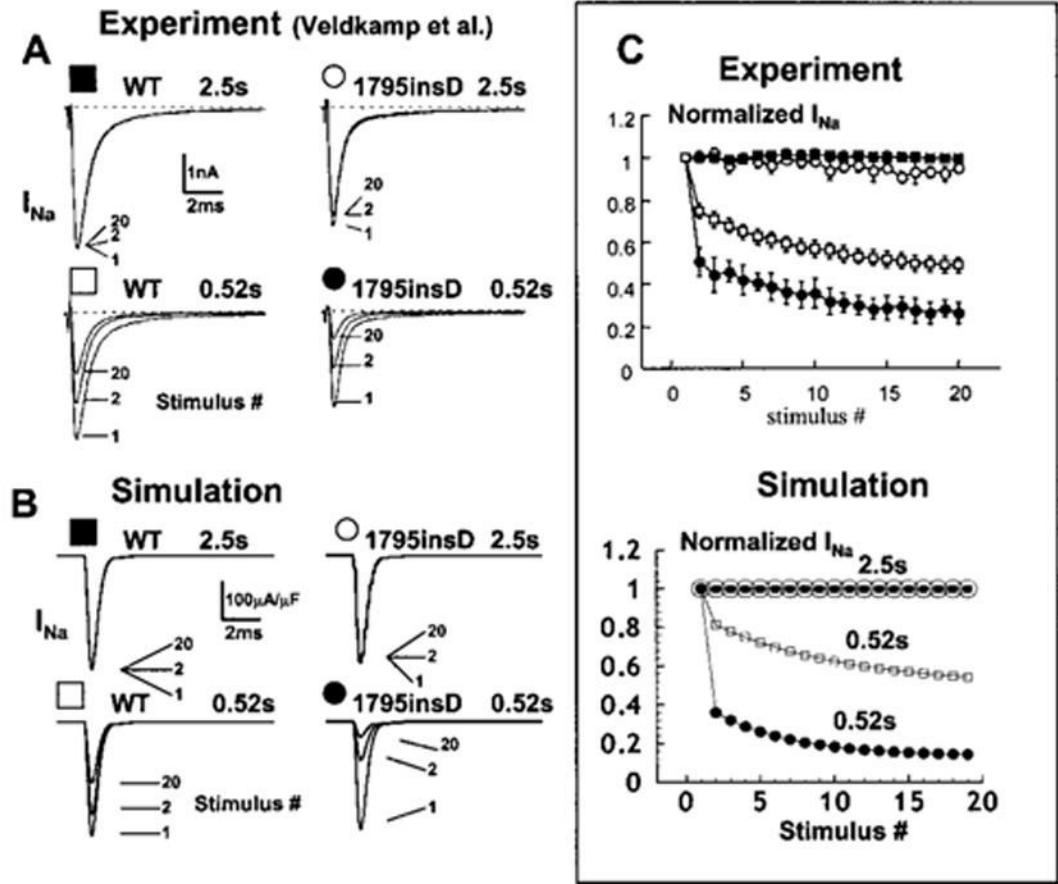 Experiment (Veldkamp et al.)
A
WT 2.5s
1795insD 2.5s
1nA
2ms
I_Na
20
2
1
20
2
1
WT 0.52s
1795insD 0.52s
20
2
1
Stimulus #
20
2
1
B
Simulation
WT 2.5s
1795insD 2.5s
100μA/μF
2ms
I_Na
20
2
1
20
2
1
WT 0.52s
1795insD 0.52s
20
2
1
Stimulus #
20
2
1
C
Experiment
Normalized I_Na
1.2
1
0.8
0.6
0.4
0.2
0
0 5 10 15 20
stimulus #
Simulation
Normalized I_Na
2.5s
0.52s
0.52s
1.2
1
0.8
0.6
0.4
0.2
0
0 5 10 15 20
Stimulus #